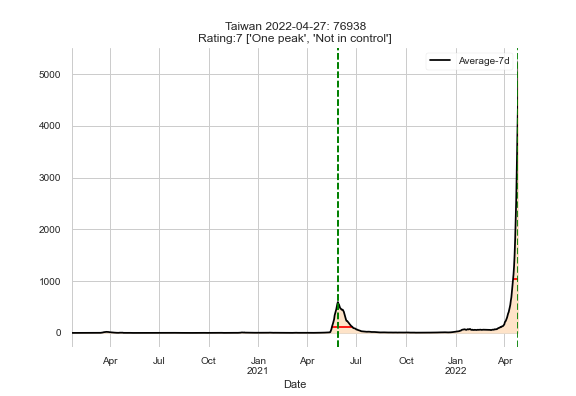 Taiwan 2022-04-27: 76938
Rating:7 ['One peak', 'Not in control']
Average-7d
5000
4000
3000
2000
1000
0
Apr Jul Oct Jan Apr Jul Oct Jan Apr
2021 2022
Date